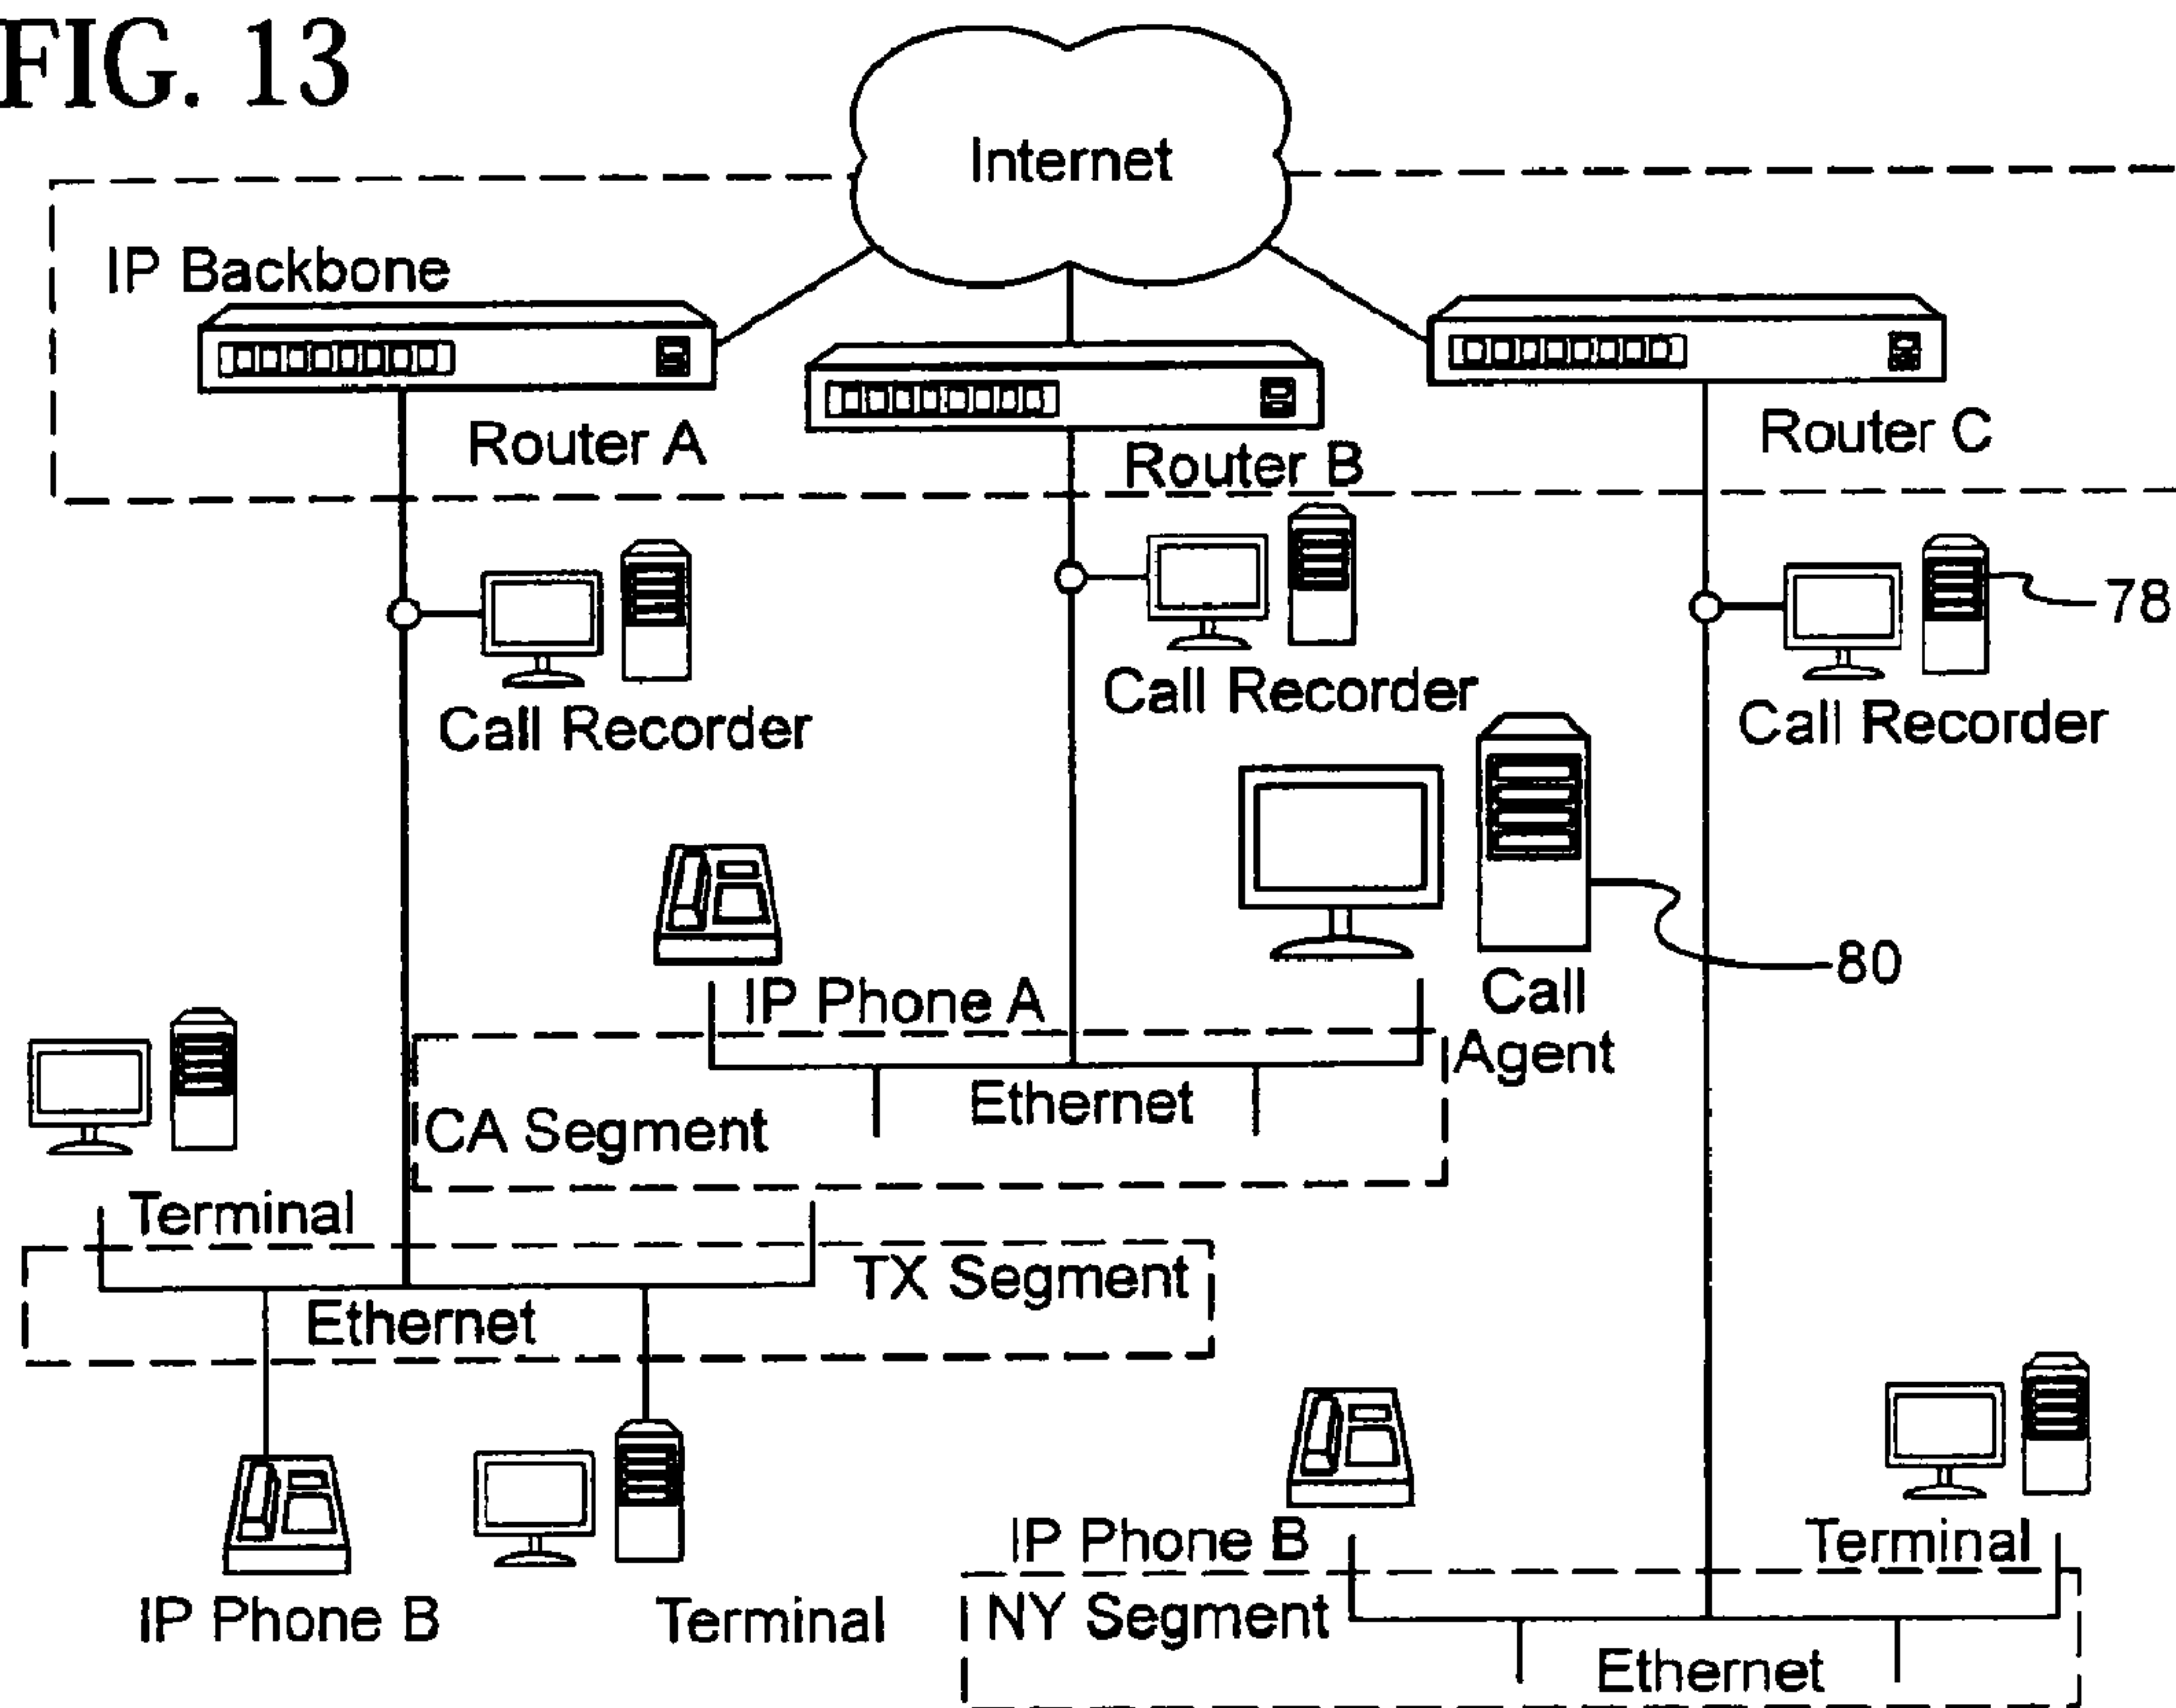 FIG. 13
Internet
IP Backbone
Router A
Router B
Router C
Call Recorder
Call Recorder
Call Recorder
78
80
Call
Agent
IP Phone A
Ethernet
CA Segment
Terminal
TX Segment
Ethernet
IP Phone B
Terminal
IP Phone B
Terminal
NY Segment
Ethernet